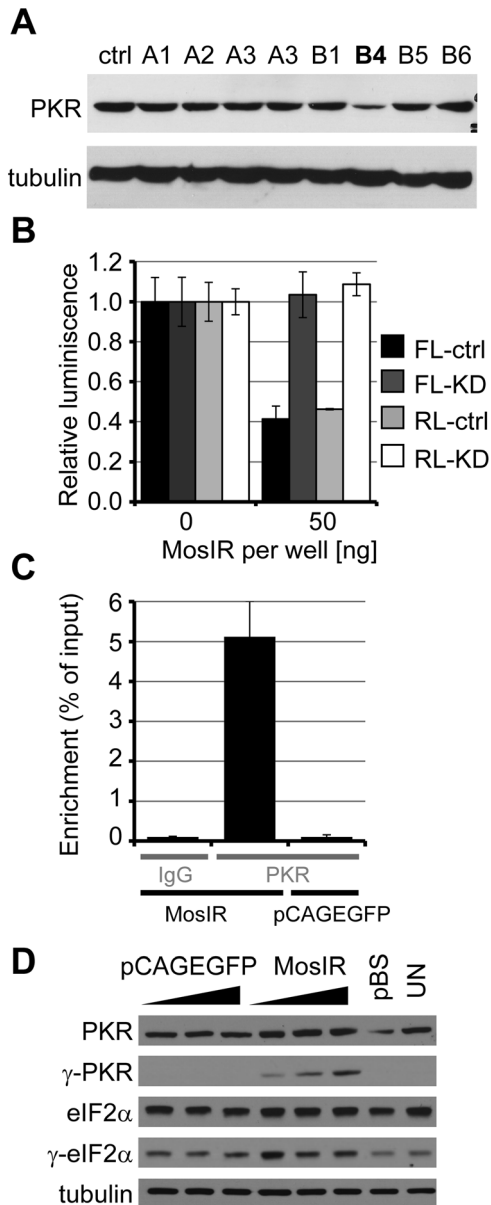 A
ctrl A1 A2 A3 A3 B1 B4 B5 B6
PKR
tubulin
B
Relative luminiscence
1.2
1.0
0.8
0.6
0.4
0.2
0.0
0 50
MosIR per well [ng]
FL-ctrl
FL-KD
RL-ctrl
RL-KD
C
Enrichment (% of input)
6
5
4
3
2
1
0
IgG PKR
MosIR pCAGEGFP
D
pCAGEGFP MosIR pBS UN
PKR
γ-PKR
eIF2α
γ-eIF2α
tubulin